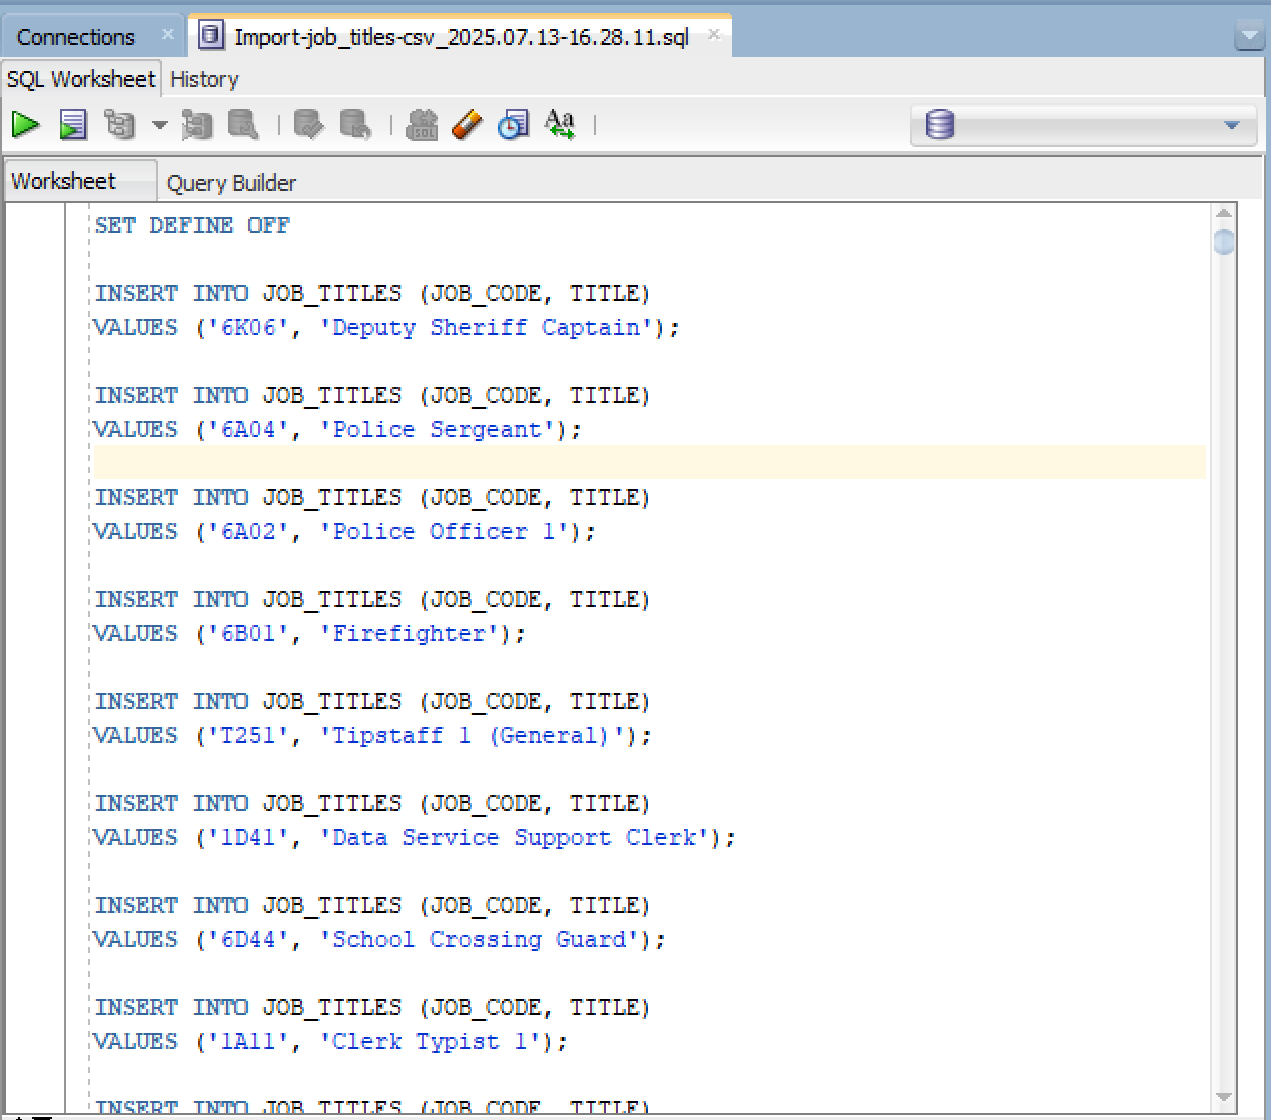 Connections
Import-job_titles-csv_2025.07.13-16.28.11.sql
SQL Worksheet
History
SQL
Aa
Worksheet
Query Builder
SET DEFINE OFF
INSERT INTO JOB_TITLES (JOB_CODE, TITLE)
VALUES ('6K06', 'Deputy Sheriff Captain');
INSERT INTO JOB_TITLES (JOB_CODE, TITLE)
VALUES ('6A04', 'Police Sergeant');
INSERT INTO JOB_TITLES (JOB_CODE, TITLE)
VALUES ('6A02', 'Police Officer 1');
INSERT INTO JOB_TITLES (JOB_CODE, TITLE)
VALUES ('6B01', 'Firefighter');
INSERT INTO JOB_TITLES (JOB_CODE, TITLE)
VALUES ('T251', 'Tipstaff 1 (General)');
INSERT INTO JOB_TITLES (JOB_CODE, TITLE)
VALUES ('1D41', 'Data Service Support Clerk');
INSERT INTO JOB_TITLES (JOB_CODE, TITLE)
VALUES ('6D44', 'School Crossing Guard');
INSERT INTO JOB_TITLES (JOB_CODE, TITLE)
VALUES ('1A11', 'Clerk Typist 1');
INSERT INTO JOB_TITLES (JOB_CODE, TITLE)